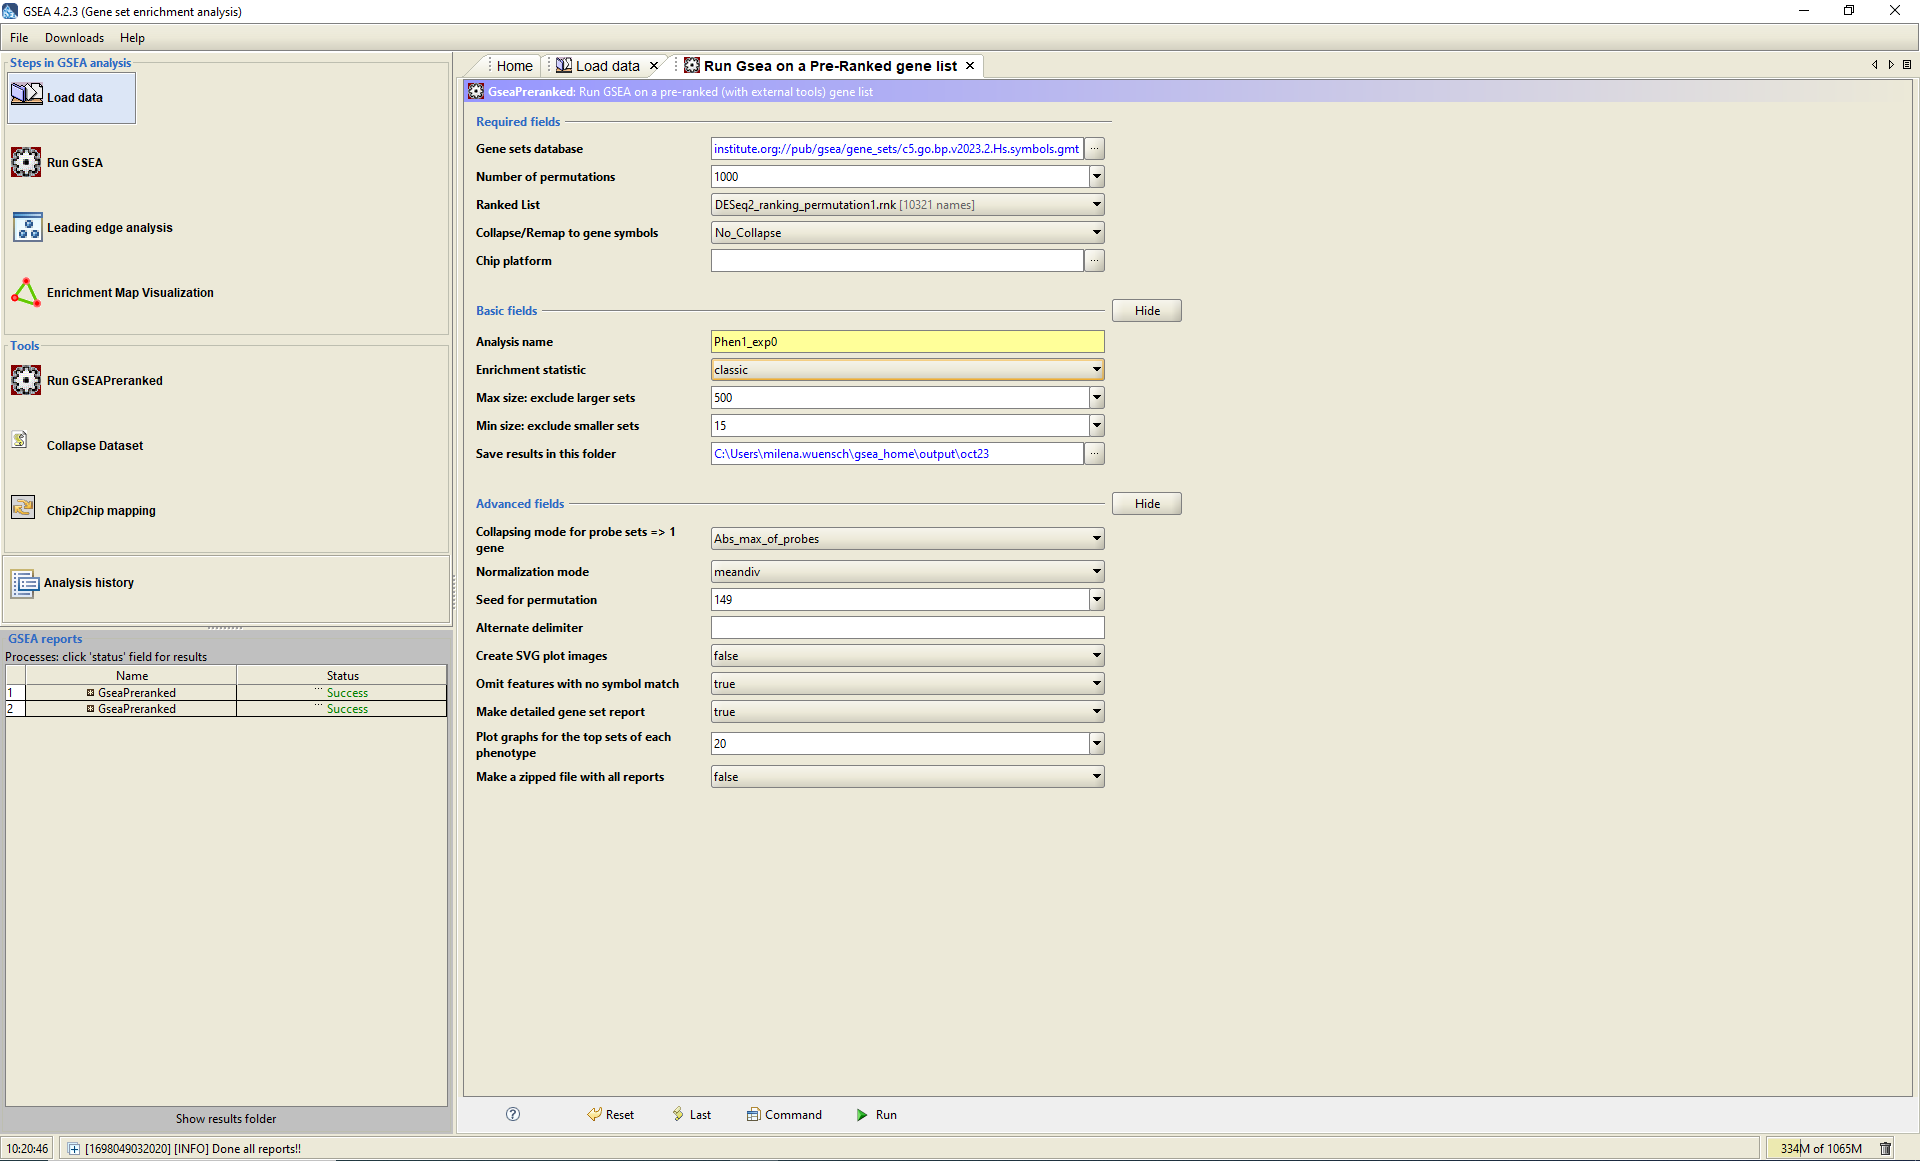 GSEA 4.2.3 (Gene set enrichment analysis)
File Downloads Help
Steps in GSEA analysis
Load data
Run GSEA
Leading edge analysis
Enrichment Map Visualization
Tools
Run GSEAPreranked
Collapse Dataset
Chip2Chip mapping
Analysis history
GSEA reports
Processes: click 'status' field for results
Name Status
1 GseaPreranked ... Success
2 GseaPreranked ... Success
Show results folder
Home Load data Run Gsea on a Pre-Ranked gene list
GseaPreranked: Run GSEA on a pre-ranked (with external tools) gene list
Required fields
Gene sets database institute.org://pub/gsea/gene_sets/c5.go.bp.v2023.2.Hs.symbols.gmt ...
Number of permutations 1000
Ranked List DESeq2_ranking_permutation1.rnk [10321 names]
Collapse/Remap to gene symbols No_Collapse
Chip platform ...
Basic fields Hide
Analysis name Phen1_exp0
Enrichment statistic classic
Max size: exclude larger sets 500
Min size: exclude smaller sets 15
Save results in this folder C:\Users\milena.wuensch\gsea_home\output\oct23 ...
Advanced fields Hide
Collapsing mode for probe sets => 1
gene Abs_max_of_probes
Normalization mode meandiv
Seed for permutation 149
Alternate delimiter
Create SVG plot images false
Omit features with no symbol match true
Make detailed gene set report true
Plot graphs for the top sets of each
phenotype 20
Make a zipped file with all reports false
? Reset Last Command Run
10:20:46 [1698049032020] [INFO] Done all reports!! 334M of 1065M